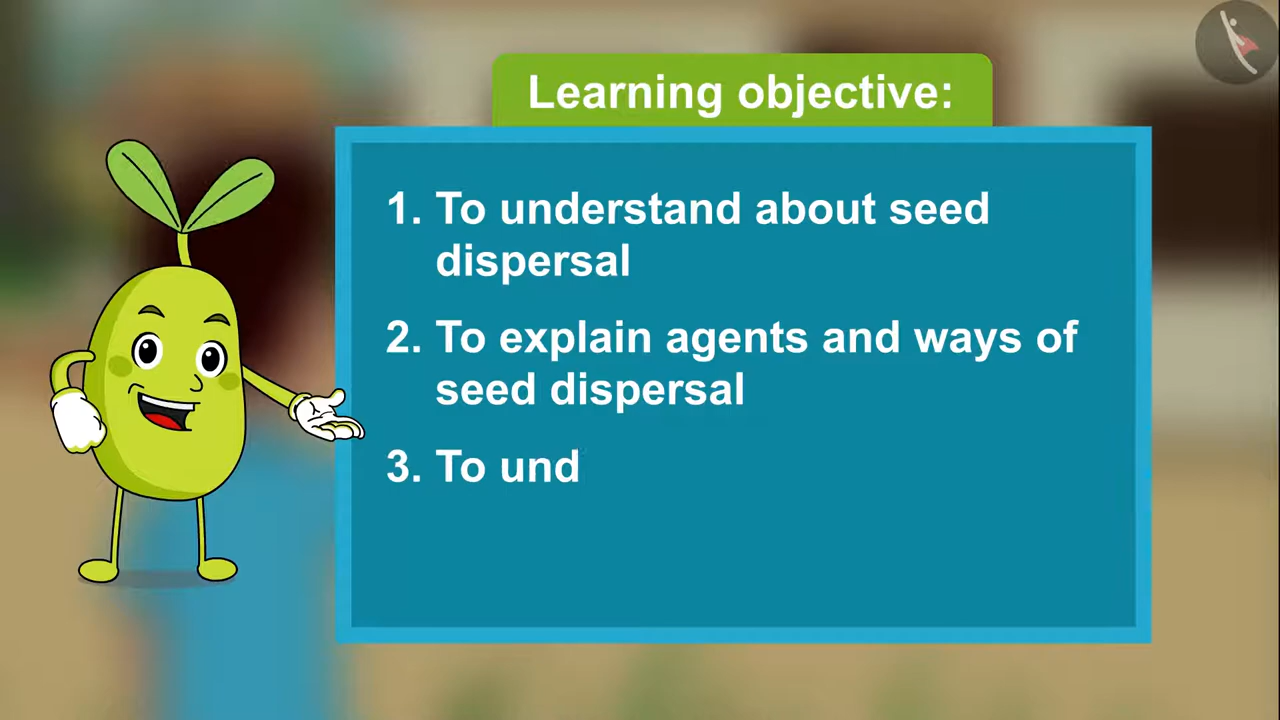 Learning objective:
1. To understand about seed
dispersal
2. To explain agents and ways of
seed dispersal
3. To und